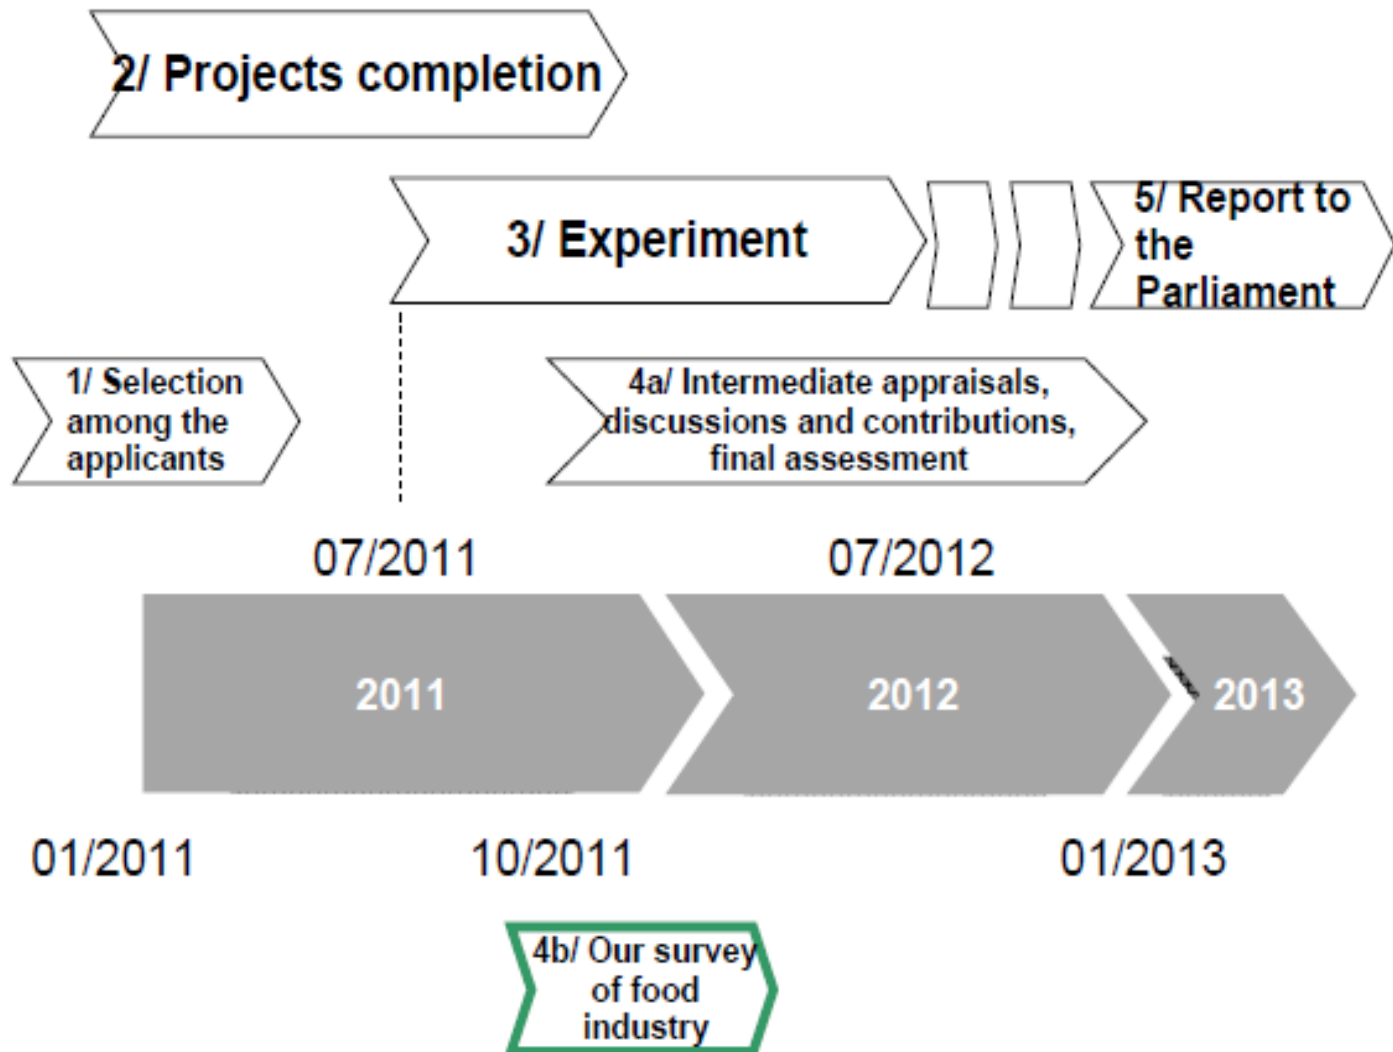 2/ Projects completion
3/ Experiment
5/ Report to
the
Parliament
1/ Selection
among the
applicants
4a/ Intermediate appraisals,
discussions and contributions,
final assessment
07/2011
07/2012
2011
2012
2013
01/2011
10/2011
01/2013
4b/ Our survey
of food
industry